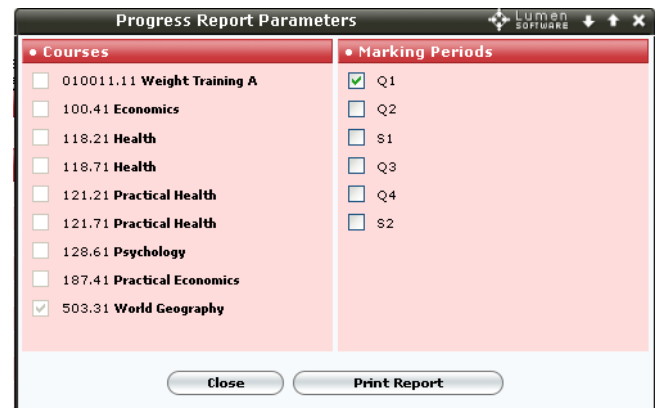 Progress Report Parameters
Lumen
SOFTWARE
• Courses
010011.11 Weight Training A
100.41 Economics
118.21 Health
118.71 Health
121.21 Practical Health
121.71 Practical Health
128.61 Psychology
187.41 Practical Economics
503.31 World Geography
• Marking Periods
Q1
Q2
S1
Q3
Q4
S2
Close
Print Report